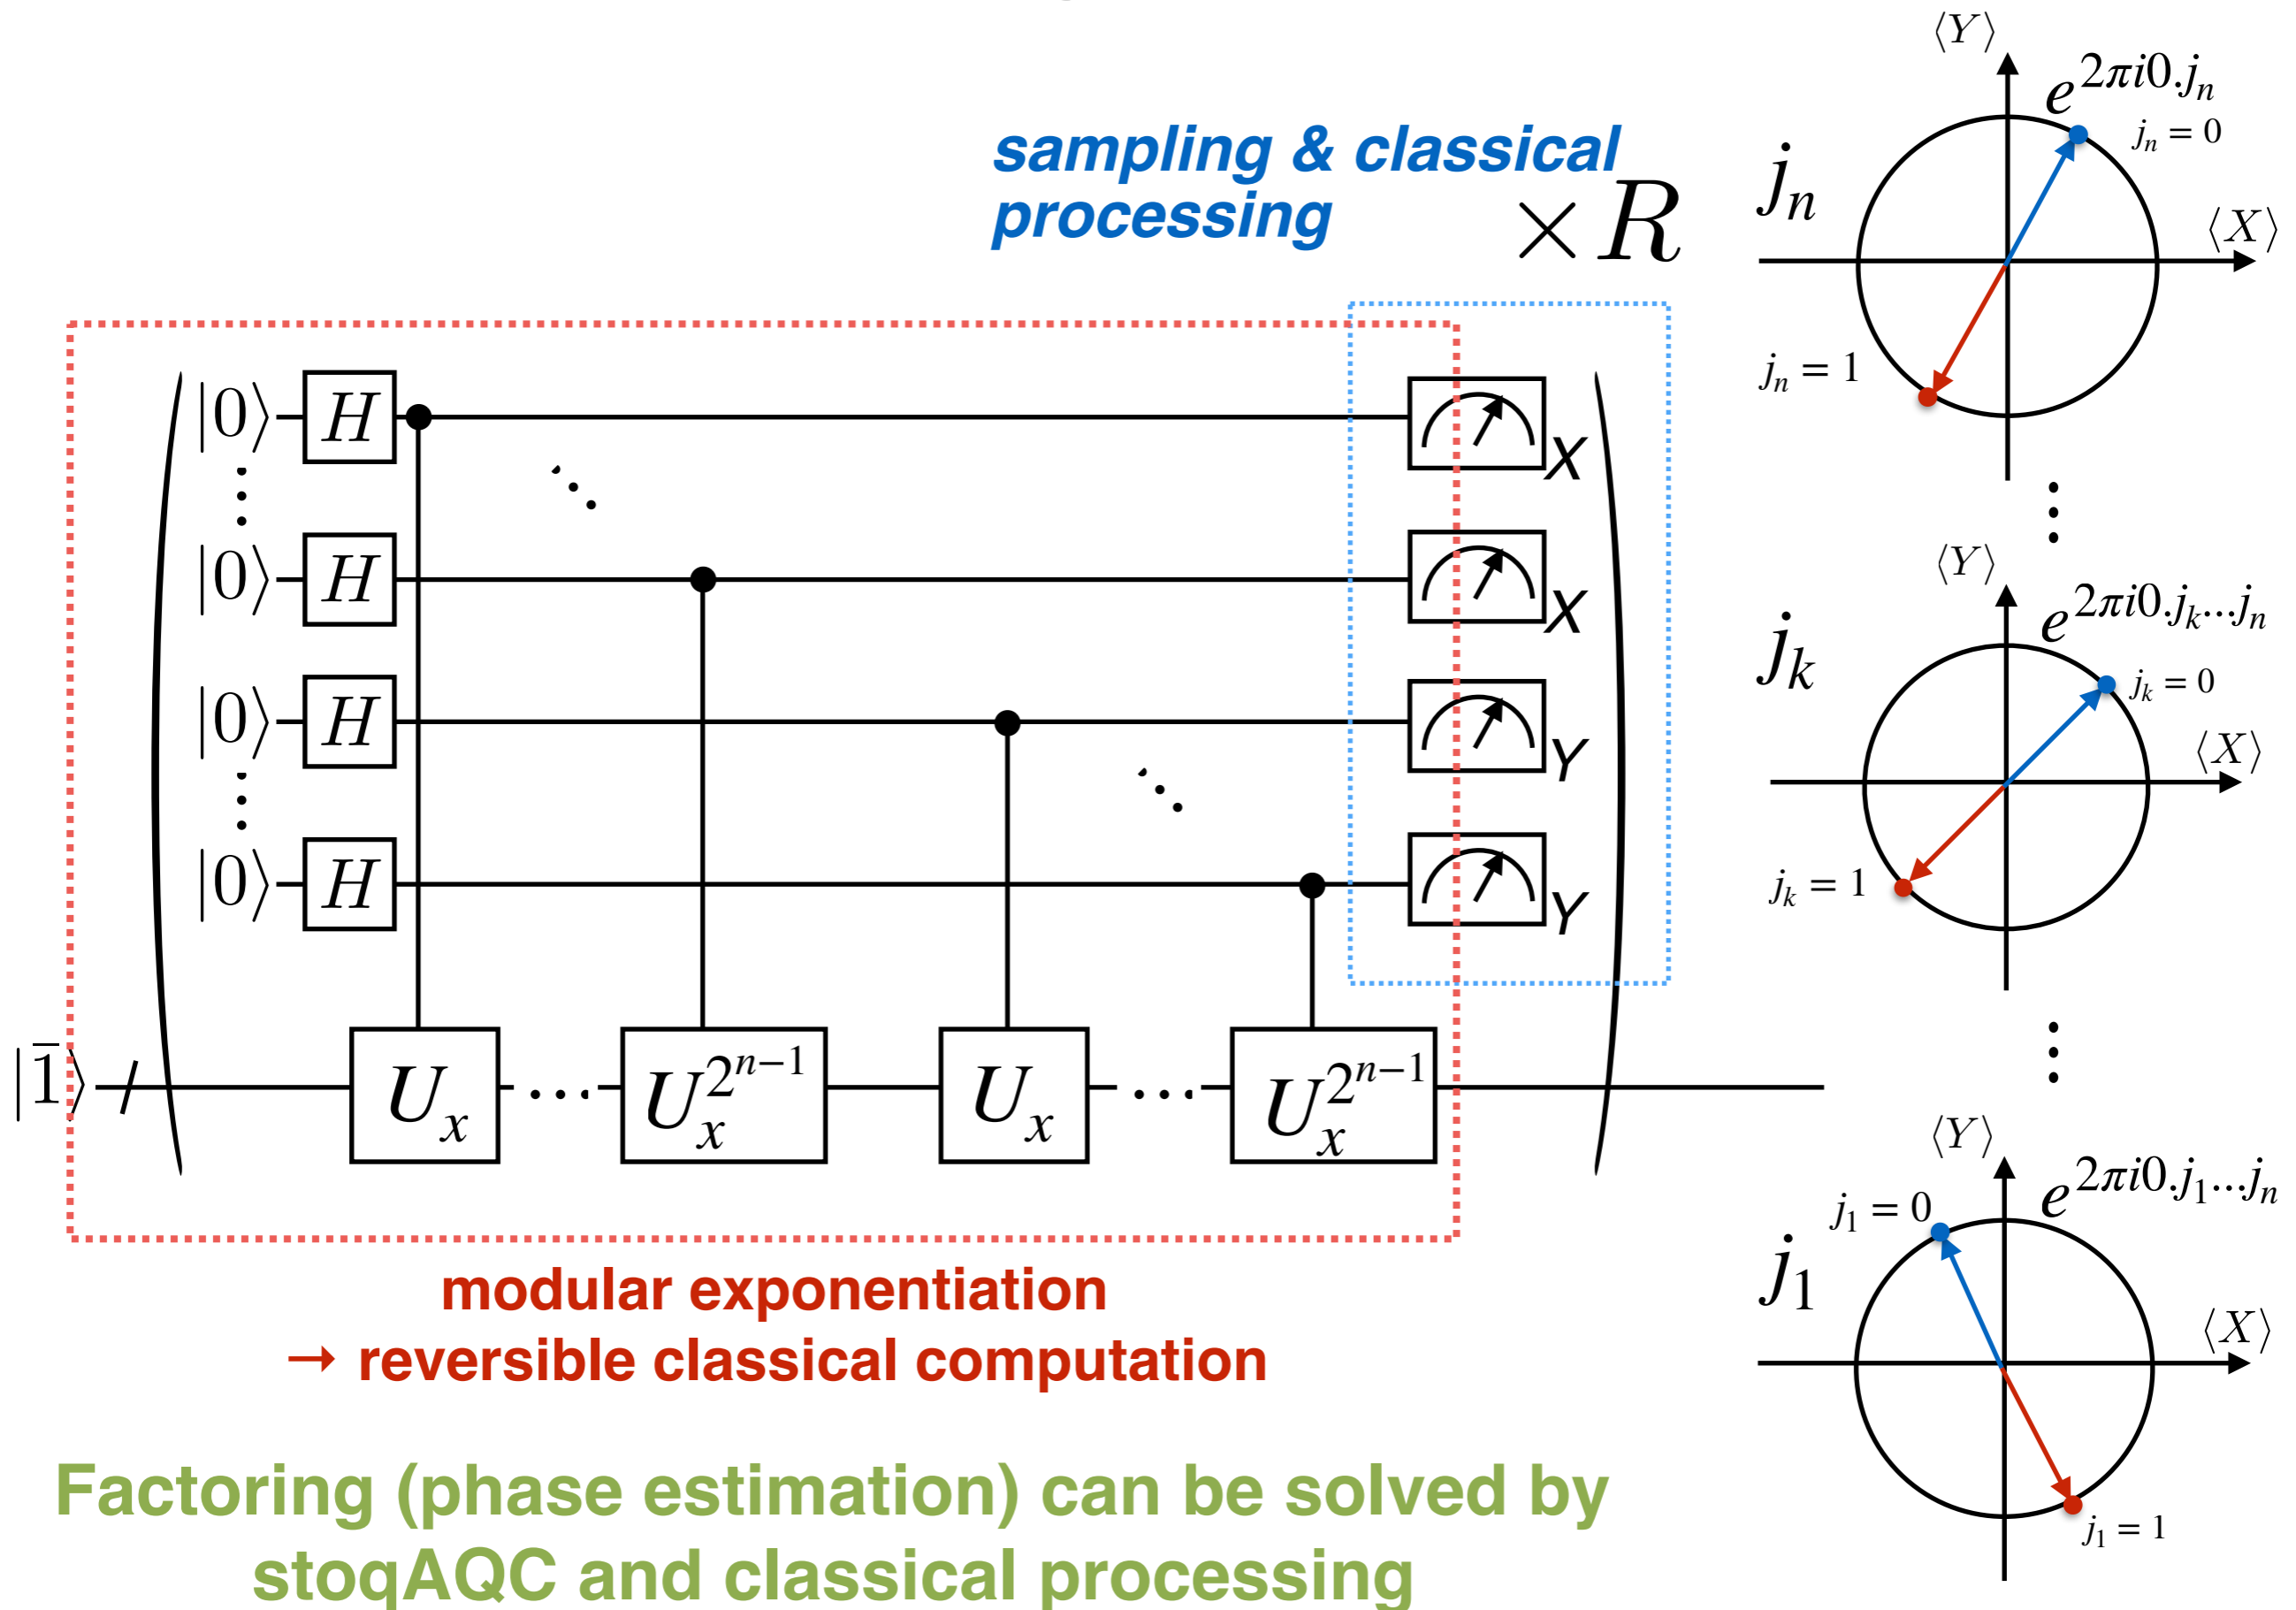 sampling & classical
processing
× R
|0⟩ H X
|0⟩ H X
|0⟩ H Y
|0⟩ H Y
|1̅⟩ U_x ... U_x^{2^{n-1}} U_x ... U_x^{2^{n-1}}
modular exponentiation
→ reversible classical computation
Factoring (phase estimation) can be solved by
stoqAQC and classical processing
⟨Y⟩
e^{2πi0.j_n}
j_n = 0
j_n
⟨X⟩
j_n = 1
⟨Y⟩
e^{2πi0.j_k...j_n}
j_k
j_k = 0
⟨X⟩
j_k = 1
⟨Y⟩
e^{2πi0.j_1...j_n}
j_1 = 0
j_1
⟨X⟩
j_1 = 1